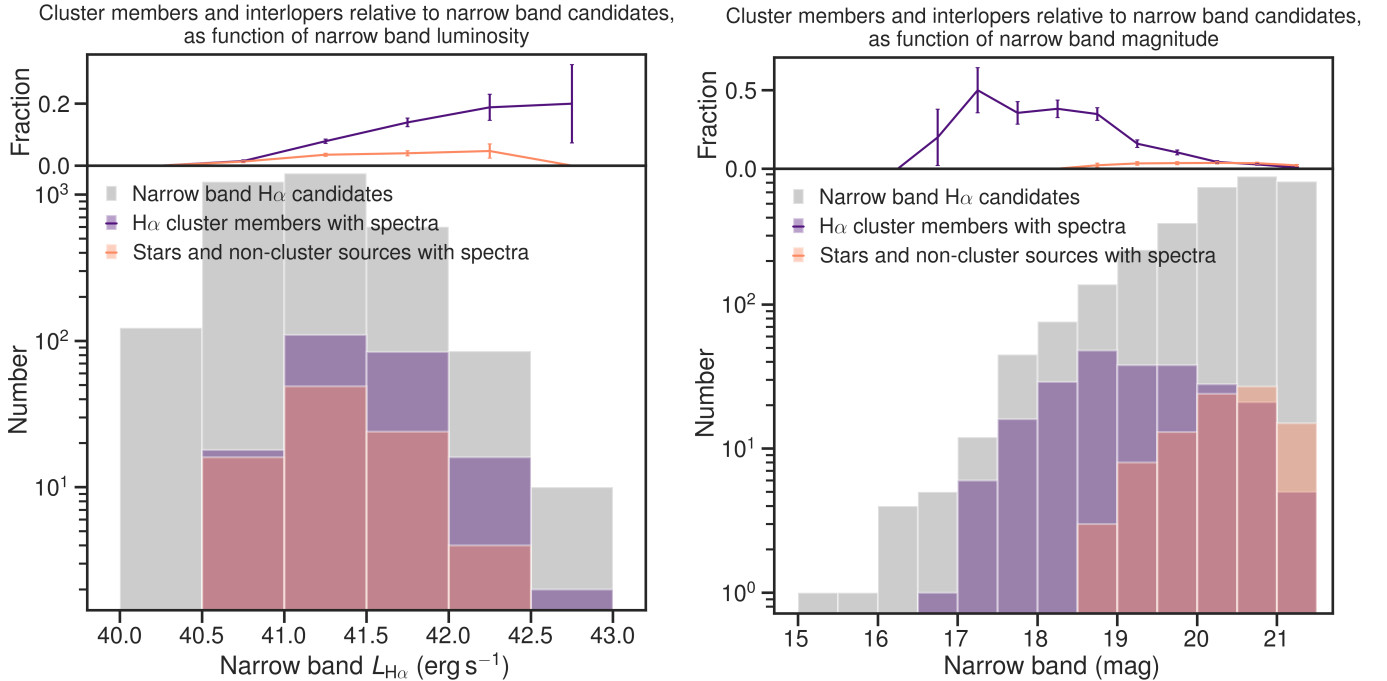 Cluster members and interlopers relative to narrow band candidates,
as function of narrow band luminosity
Fraction
0.2
0.0
Number
10³
10²
10¹
Narrow band Hα candidates
Hα cluster members with spectra
Stars and non-cluster sources with spectra
40.0 40.5 41.0 41.5 42.0 42.5 43.0
Narrow band L_Hα (erg s⁻¹)
Cluster members and interlopers relative to narrow band candidates,
as function of narrow band magnitude
Fraction
0.5
0.0
Number
10²
10¹
10⁰
Narrow band Hα candidates
Hα cluster members with spectra
Stars and non-cluster sources with spectra
15 16 17 18 19 20 21
Narrow band (mag)